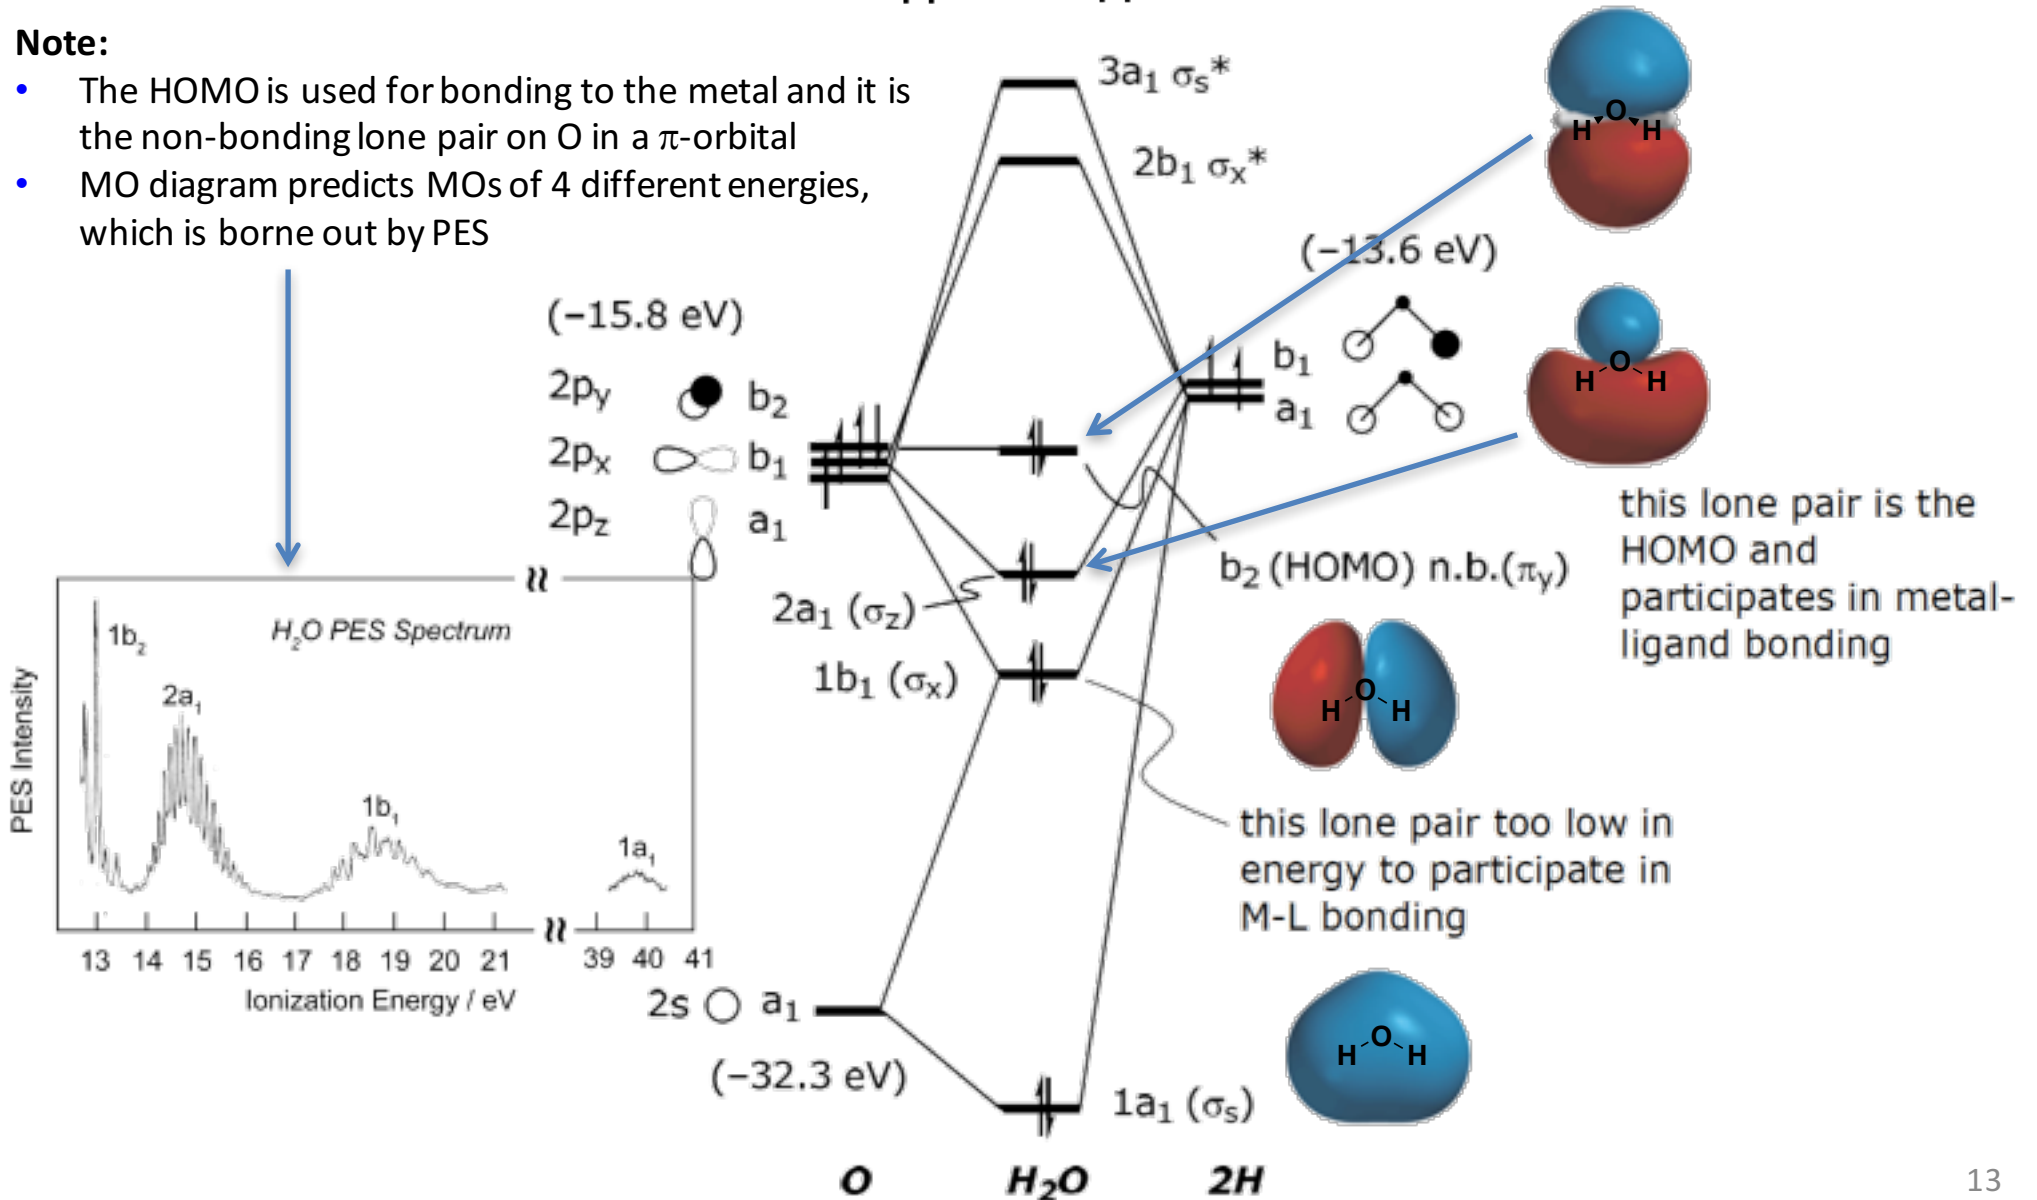 Note:
• The HOMO is used for bonding to the metal and it is
the non-bonding lone pair on O in a π-orbital
• MO diagram predicts MOs of 4 different energies,
which is borne out by PES
3a₁ σₛ*
2b₁ σₓ*
(−13.6 eV)
b₁
a₁
(−15.8 eV)
2p_y b₂
2pₓ b₁
2p_z a₁
2a₁ (σ_z)
1b₁ (σₓ)
b₂ (HOMO) n.b.(π_y)
this lone pair is the
HOMO and
participates in metal-
ligand bonding
this lone pair too low in
energy to participate in
M-L bonding
2s a₁
(−32.3 eV)
1a₁ (σₛ)
O H₂O 2H
H₂O PES Spectrum
PES Intensity
1b₂
2a₁
1b₁
1a₁
13 14 15 16 17 18 19 20 21 39 40 41
Ionization Energy / eV
O
H H
O
H H
O
H H
O
H H
13